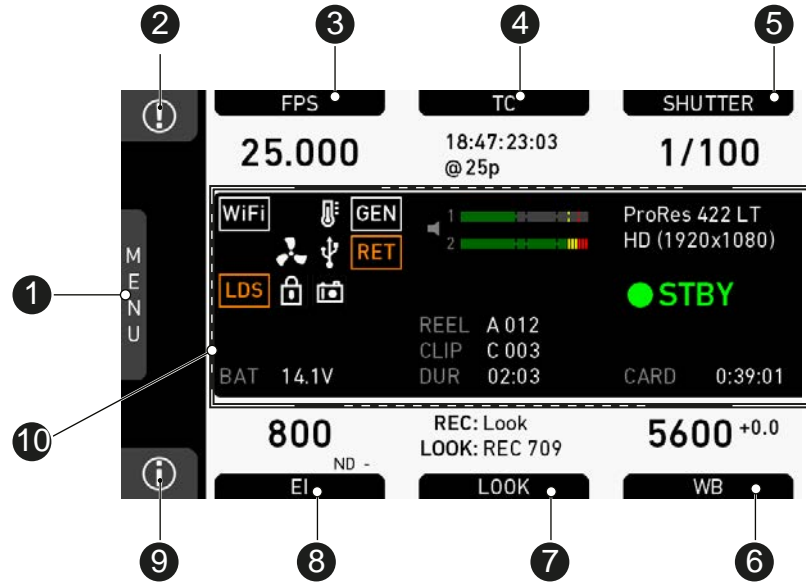 2 3 4 5
FPS TC SHUTTER
25.000 18:47:23:03 1/100
@25p
WiFi GEN 1 ProRes 422 LT
RET 2 HD (1920x1080)
MENU
1
LDS STBY
REEL A 012
CLIP C 003
BAT 14.1V DUR 02:03 CARD 0:39:01
10
800 REC: Look 5600 +0.0
LOOK: REC 709
ND -
EI LOOK WB
9 8 7 6